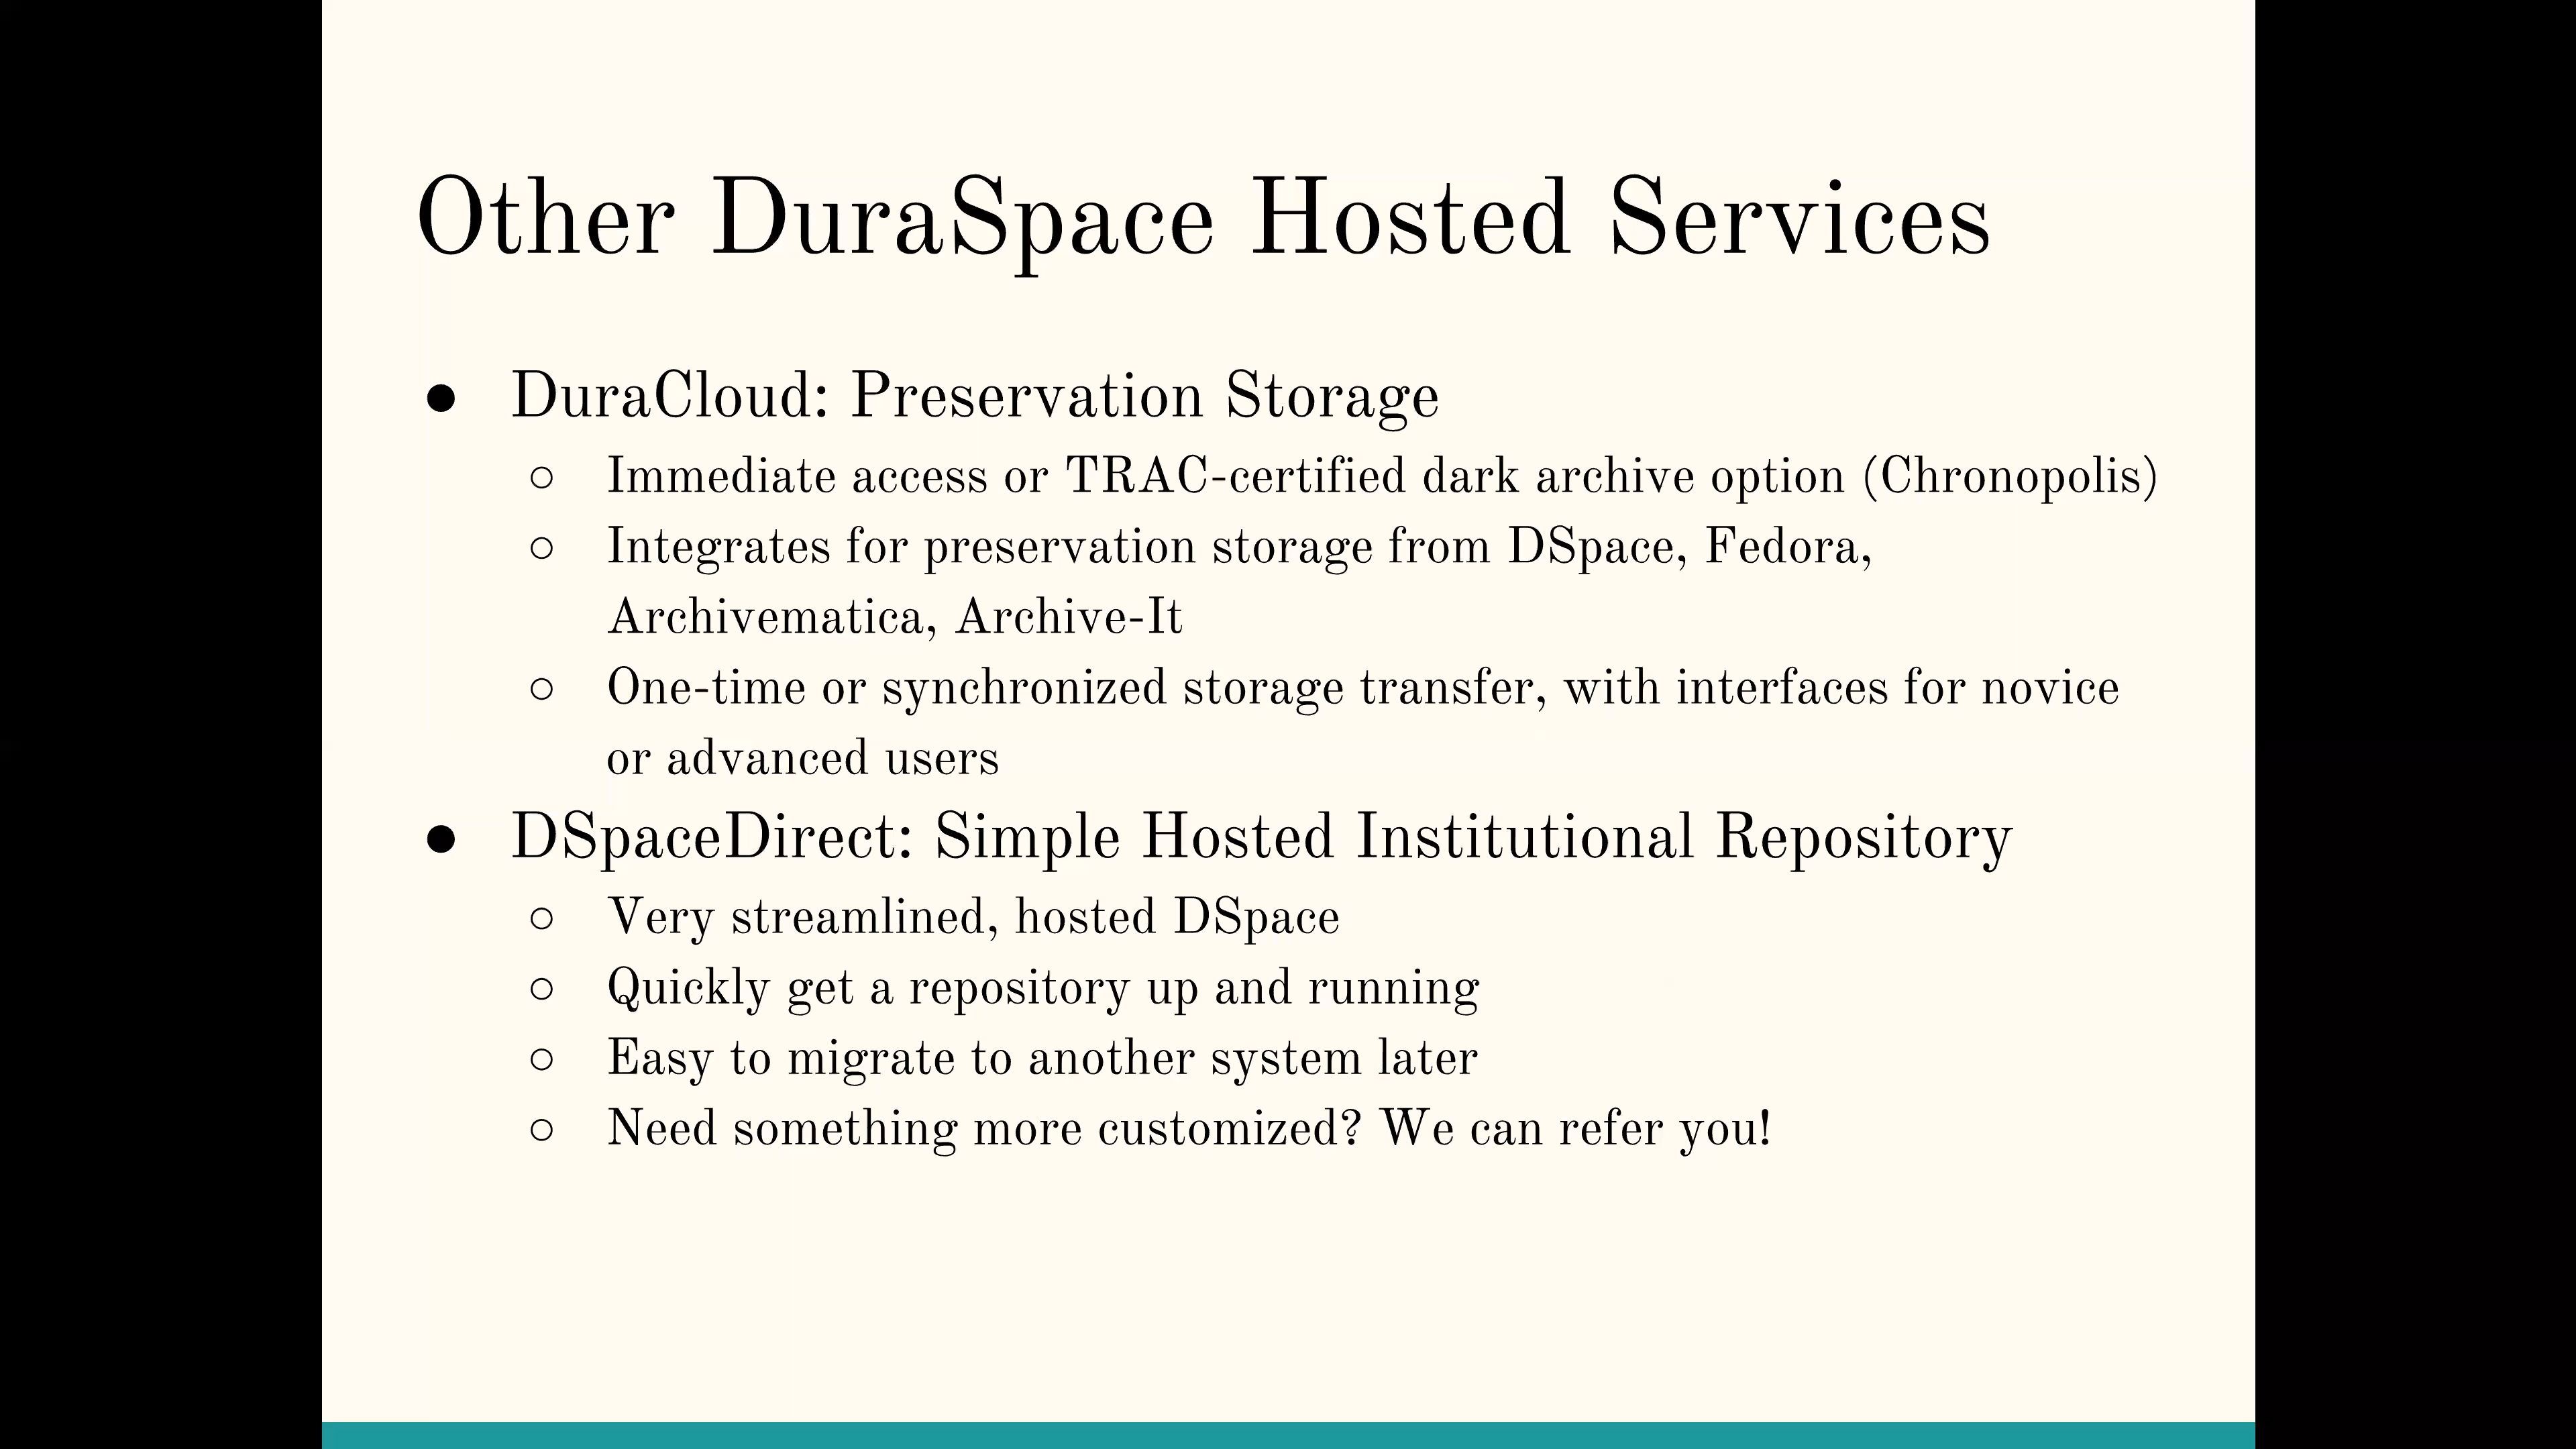 Other DuraSpace Hosted Services
● DuraCloud: Preservation Storage
○ Immediate access or TRAC-certified dark archive option (Chronopolis)
○ Integrates for preservation storage from DSpace, Fedora,
Archivematica, Archive-It
○ One-time or synchronized storage transfer, with interfaces for novice
or advanced users
● DSpaceDirect: Simple Hosted Institutional Repository
○ Very streamlined, hosted DSpace
○ Quickly get a repository up and running
○ Easy to migrate to another system later
○ Need something more customized? We can refer you!